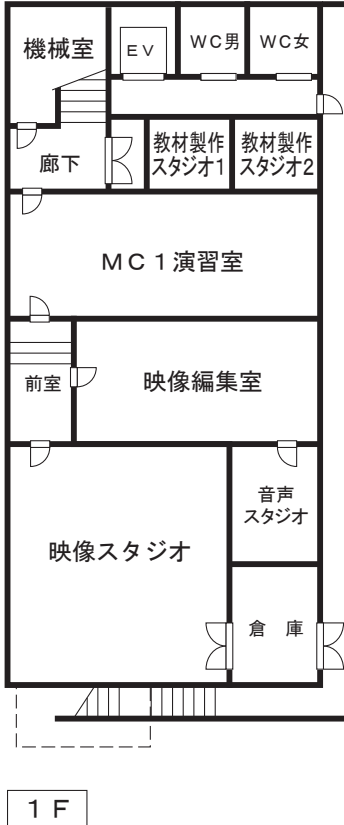 機械室
ＥＶ
ＷＣ男
ＷＣ女
廊下
教材製作
スタジオ1
教材製作
スタジオ2
ＭＣ１演習室
前室
映像編集室
映像スタジオ
音声
スタジオ
倉　庫
１Ｆ